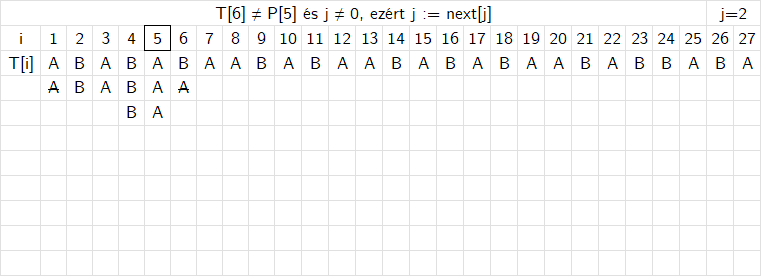 T[6] ≠ P[5] és j ≠ 0, ezért j := next[j] j=2
i 1 2 3 4 5 6 7 8 9 10 11 12 13 14 15 16 17 18 19 20 21 22 23 24 25 26 27
T[i] A B A B A B A A B A B A A B A B A B A A B A B A B B A
A B A B A A
B A